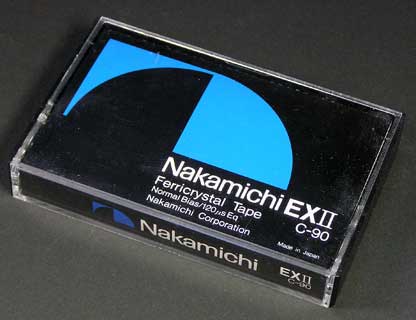 Nakamichi EXII
Ferricrystal Tape
Normal Bias/120μs Eq
Nakamichi Corporation
C-90
Made in Japan
Nakamichi EXII
C-90